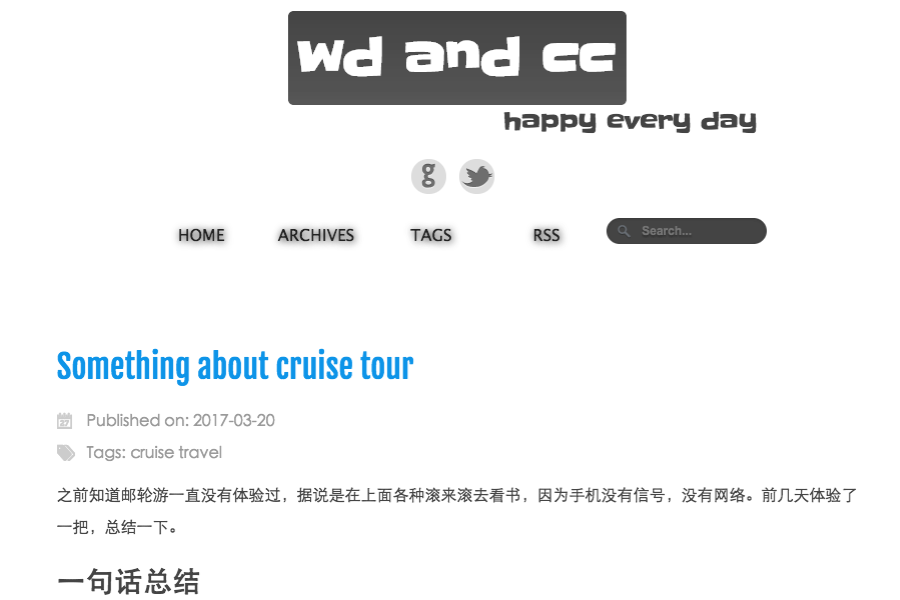 wd and cc
happy every day
g
HOME ARCHIVES TAGS RSS Search...
Something about cruise tour
27 Published on: 2017-03-20
Tags: cruise travel
之前知道邮轮游一直没有体验过，据说是在上面各种滚来滚去看书，因为手机没有信号，没有网络。前几天体验了
一把，总结一下。
一句话总结